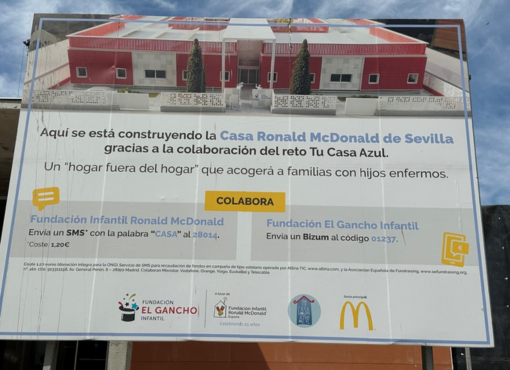 Aquí se está construyendo la Casa Ronald McDonald de Sevilla
gracias a la colaboración del reto Tu Casa Azul.
Un "hogar fuera del hogar" que acogerá a familias con hijos enfermos.
COLABORA
Fundación Infantil Ronald McDonald
Envía un SMS* con la palabra "CASA" al 28014.
*Coste: 1,20€
Fundación El Gancho Infantil
Envía un Bizum al código 01237.
FUNDACIÓN
EL GANCHO
INFANTIL
Fundación Infantil
Ronald McDonald